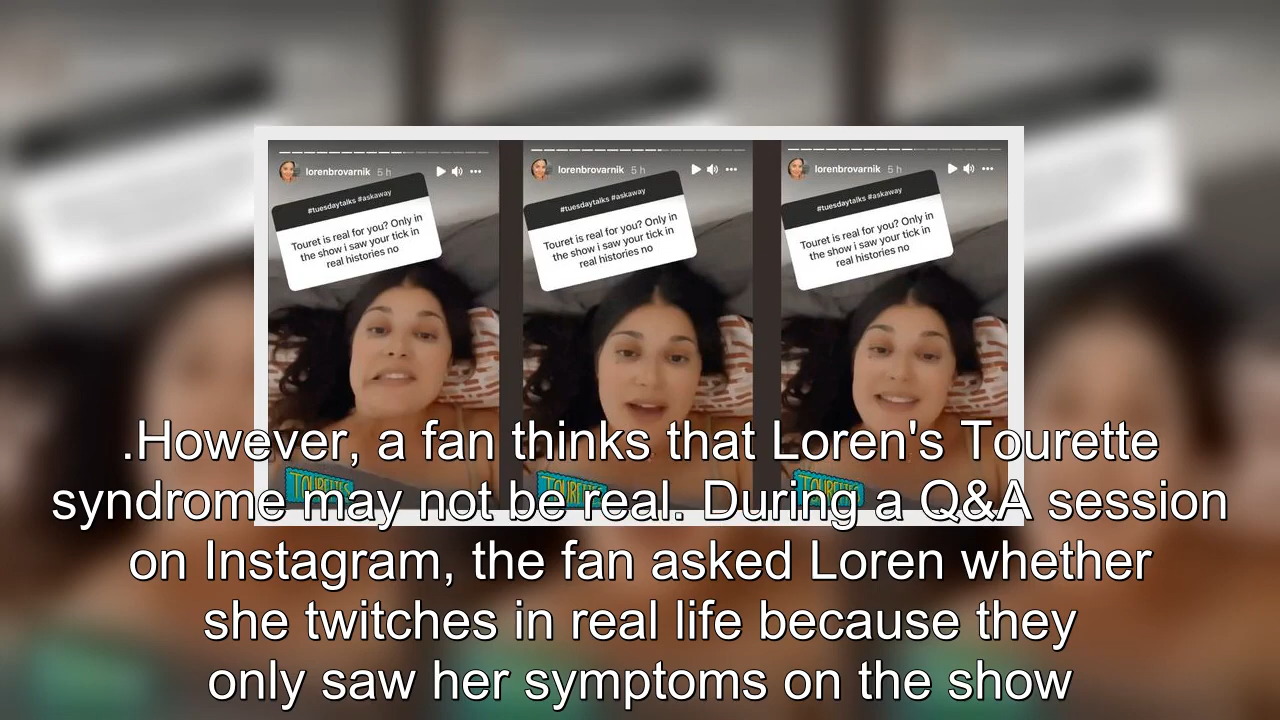 lorenbrovarnik 5 h
#tuesdaytalks #askaway
Touret is real for you? Only in
the show i saw your tick in
real histories no
TOURETTES
lorenbrovarnik 5 h
#tuesdaytalks #askaway
Touret is real for you? Only in
the show i saw your tick in
real histories no
TOURETTES
lorenbrovarnik 5 h
#tuesdaytalks #askaway
Touret is real for you? Only in
the show i saw your tick in
real histories no
TOURETTES
.However, a fan thinks that Loren's Tourette
syndrome may not be real. During a Q&A session
on Instagram, the fan asked Loren whether
she twitches in real life because they
only saw her symptoms on the show